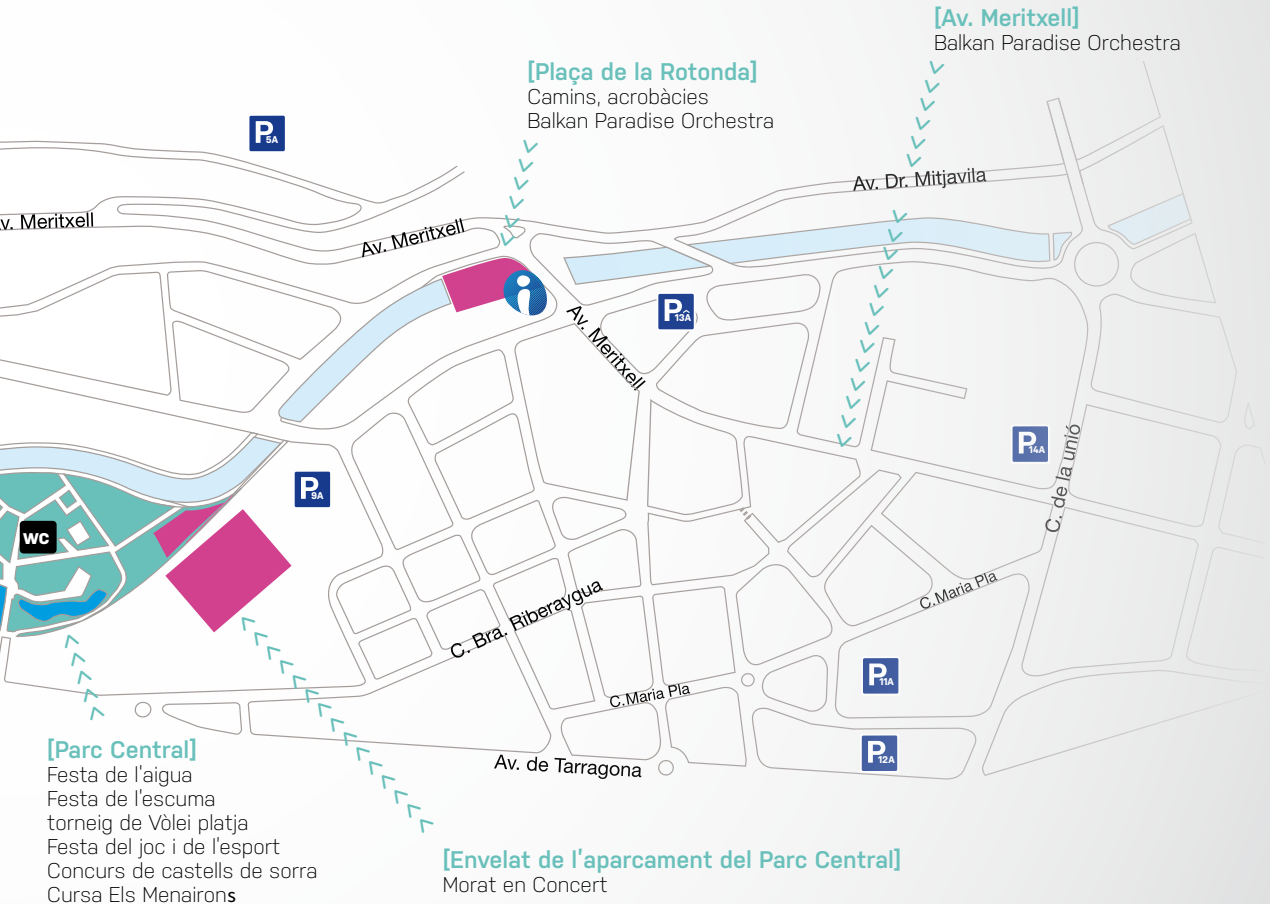 [Av. Meritxell]
Balkan Paradise Orchestra
[Plaça de la Rotonda]
Camins, acrobàcies
Balkan Paradise Orchestra
P5A
Av. Dr. Mitjavila
v. Meritxell
Av. Meritxell
P13A
Av. Meritxell
P14A
C. de la unió
P9A
WC
C. Maria Pla
C. Bra. Riberaygua
P11A
C. Maria Pla
P12A
Av. de Tarragona
[Parc Central]
Festa de l'aigua
Festa de l'escuma
torneig de Vòlei platja
Festa del joc i de l'esport
Concurs de castells de sorra
Cursa Els Menairons
[Envelat de l'aparcament del Parc Central]
Morat en Concert